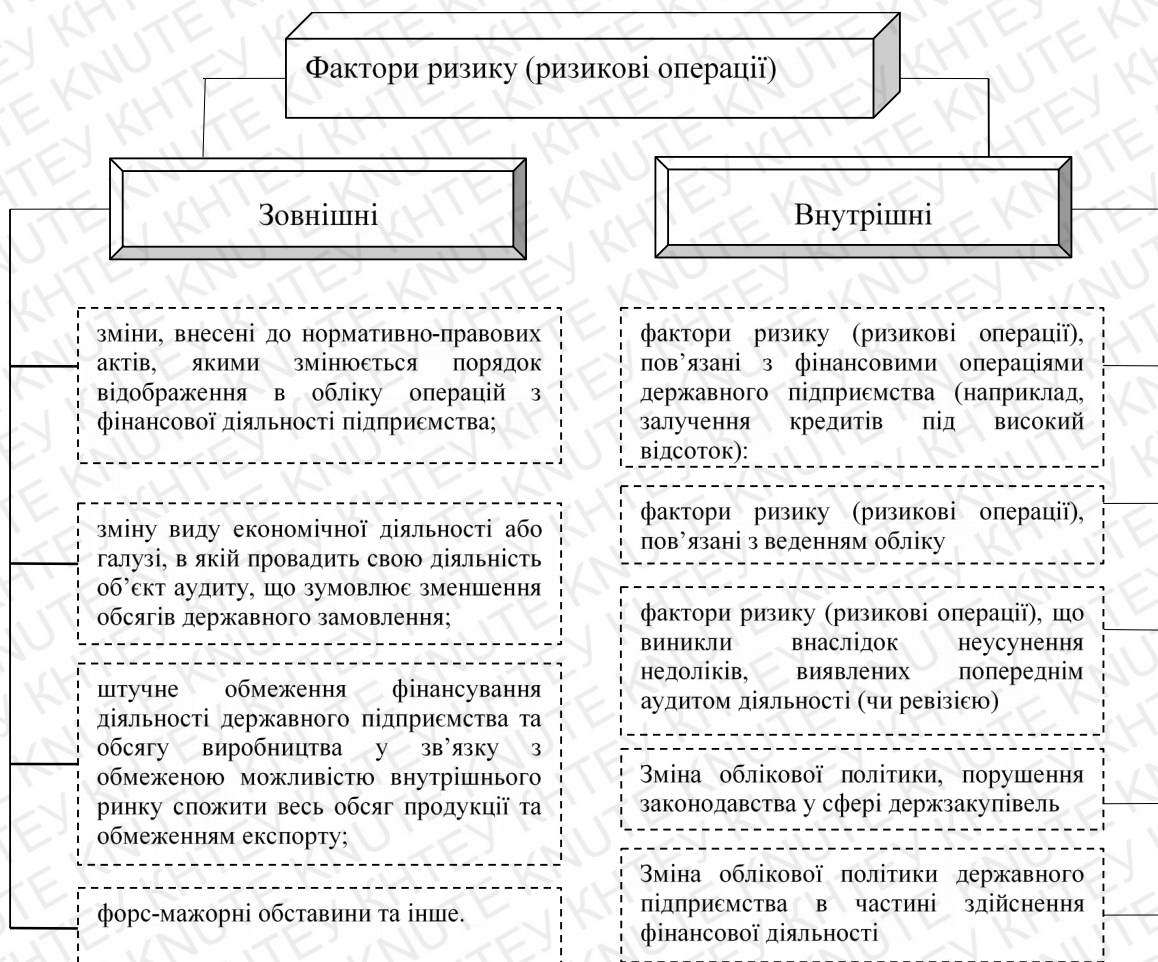 Фактори ризику (ризикові операції)
Зовнішні
Внутрішні
зміни, внесені до нормативно-правових
актів, якими змінюється порядок
відображення в обліку операцій з
фінансової діяльності підприємства;
зміну виду економічної діяльності або
галузі, в якій провадить свою діяльність
об’єкт аудиту, що зумовлює зменшення
обсягів державного замовлення;
штучне обмеження фінансування
діяльності державного підприємства та
обсягу виробництва у зв’язку з
обмеженою можливістю внутрішнього
ринку спожити весь обсяг продукції та
обмеженням експорту;
форс-мажорні обставини та інше.
фактори ризику (ризикові операції),
пов’язані з фінансовими операціями
державного підприємства (наприклад,
залучення кредитів під високий
відсоток):
фактори ризику (ризикові операції),
пов’язані з веденням обліку
фактори ризику (ризикові операції), що
виникли внаслідок неусунення
недоліків, виявлених попереднім
аудитом діяльності (чи ревізією)
Зміна облікової політики, порушення
законодавства у сфері держзакупівель
Зміна облікової політики державного
підприємства в частині здійснення
фінансової діяльності